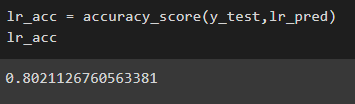 lr_acc = accuracy_score(y_test,lr_pred)
lr_acc
0.8021126760563381